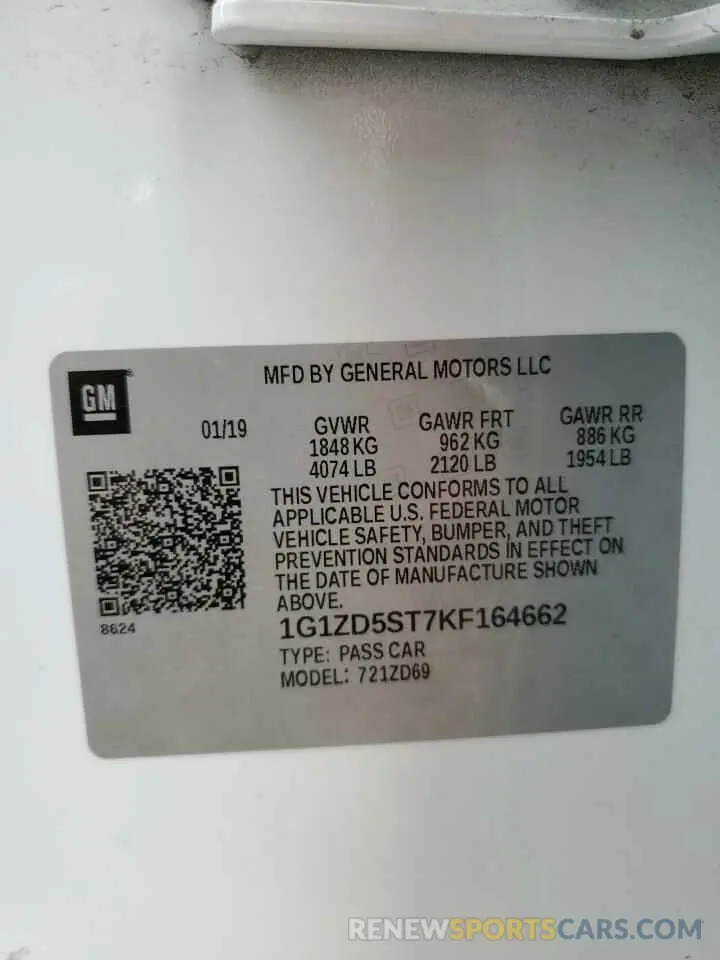 MFD BY GENERAL MOTORS LLC
GM
01/19 GVWR GAWR FRT GAWR RR
1848 KG 962 KG 886 KG
4074 LB 2120 LB 1954 LB
THIS VEHICLE CONFORMS TO ALL
APPLICABLE U.S. FEDERAL MOTOR
VEHICLE SAFETY, BUMPER, AND THEFT
PREVENTION STANDARDS IN EFFECT ON
THE DATE OF MANUFACTURE SHOWN
ABOVE.
8624
1G1ZD5ST7KF164662
TYPE: PASS CAR
MODEL: 721ZD69
RENEWSPORTSCARS.COM